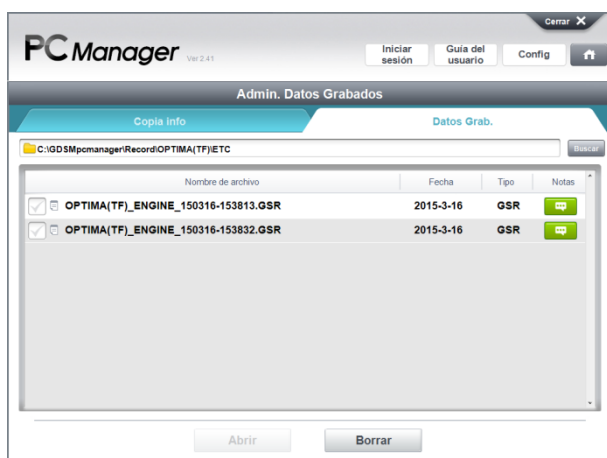 Cerrar X
PC Manager Ver 2.41
Iniciar sesión
Guía del usuario
Config
Admin. Datos Grabados
Copia info
Datos Grab.
C:\GDSMpcmanager\Record\OPTIMA(TF)\ETC
Buscar
Nombre de archivo Fecha Tipo Notas
OPTIMA(TF)_ENGINE_150316-153813.GSR 2015-3-16 GSR
OPTIMA(TF)_ENGINE_150316-153832.GSR 2015-3-16 GSR
Abrir Borrar